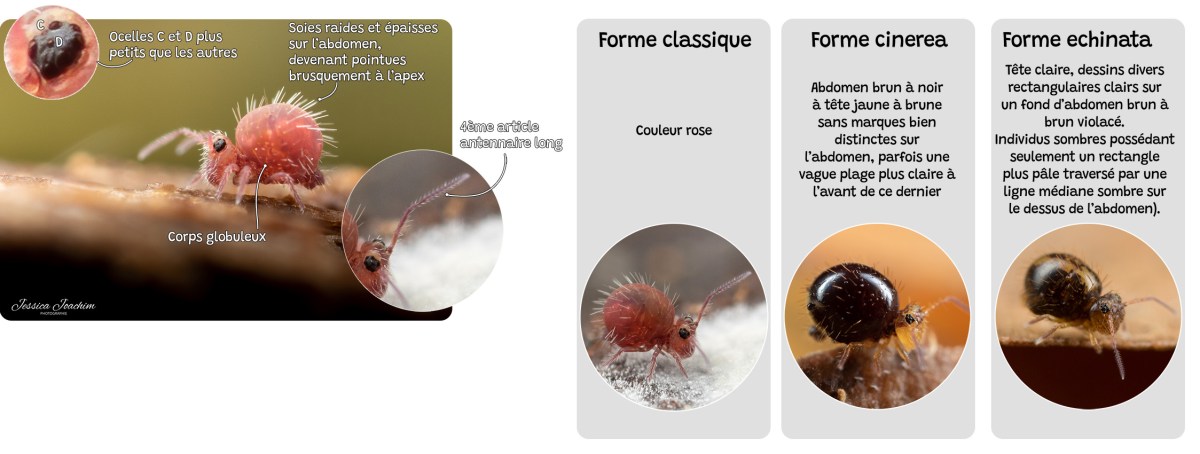 C
D
Ocelles C et D plus
petits que les autres
Soies raides et épaisses
sur l'abdomen,
devenant pointues
brusquement à l'apex
4ème article
antennaire long
Corps globuleux
Jessica Joachim
PHOTOGRAPHIE
Forme classique
Couleur rose
Forme cinerea
Abdomen brun à noir
à tête jaune à brune
sans marques bien
distinctes sur
l'abdomen, parfois une
vague plage plus claire à
l'avant de ce dernier
Forme echinata
Tête claire, dessins divers
rectangulaires clairs sur
un fond d'abdomen brun à
brun violacé.
Individus sombres possédant
seulement un rectangle
plus pâle traversé par une
ligne médiane sombre sur
le dessus de l'abdomen).